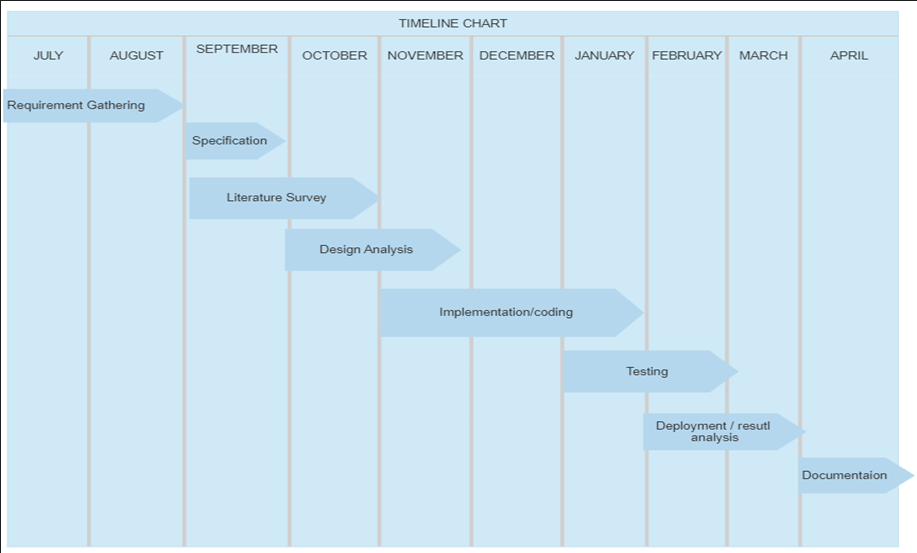 TIMELINE CHART
JULY
AUGUST
SEPTEMBER
OCTOBER
NOVEMBER
DECEMBER
JANUARY
FEBRUARY
MARCH
APRIL
Requirement Gathering
Specification
Literature Survey
Design Analysis
Implementation/coding
Testing
Deployment / resutl
analysis
Documentaion